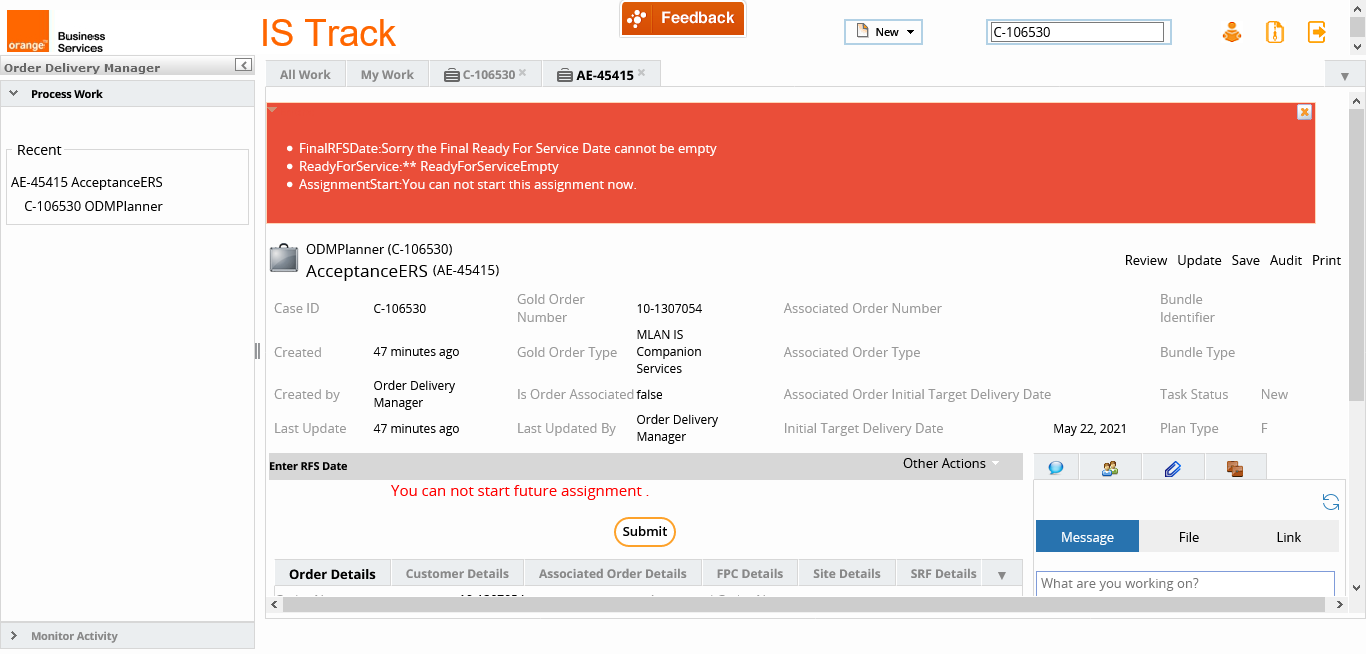 orange™
Business
Services
IS Track
Feedback
New
C-106530
Order Delivery Manager
Process Work
Recent
AE-45415 AcceptanceERS
C-106530 ODMPlanner
Monitor Activity
All Work
My Work
C-106530
AE-45415
FinalRFSDate:Sorry the Final Ready For Service Date cannot be empty
ReadyForService:** ReadyForServiceEmpty
AssignmentStart:You can not start this assignment now.
ODMPlanner (C-106530)
AcceptanceERS (AE-45415)
Review Update Save Audit Print
Case ID C-106530
Gold Order
Number
10-1307054
Associated Order Number
Bundle
Identifier
Created 47 minutes ago
Gold Order Type
MLAN IS
Companion
Services
Associated Order Type
Bundle Type
Created by
Order Delivery
Manager
Is Order Associated false
Associated Order Initial Target Delivery Date
Task Status New
Last Update 47 minutes ago
Last Updated By
Order Delivery
Manager
Initial Target Delivery Date May 22, 2021
Plan Type F
Enter RFS Date
Other Actions
You can not start future assignment .
Submit
Order Details
Customer Details
Associated Order Details
FPC Details
Site Details
SRF Details
Message
File
Link
What are you working on?